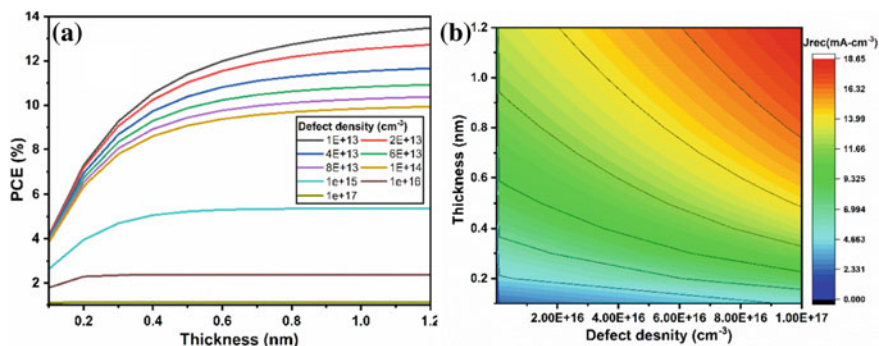 (a)
PCE (%)
14
12
10
8
6
4
2
Defect density (cm⁻³)
1E+13 2E+13
4E+13 6E+13
8E+13 1E+14
1e+15 1e+16
1e+17
0.2 0.4 0.6 0.8 1.0 1.2
Thickness (nm)
(b)
Thickness (nm)
1.2
1.0
0.8
0.6
0.4
0.2
2.00E+16 4.00E+16 6.00E+16 8.00E+16 1.00E+17
Defect desnity (cm⁻³)
Jrec(mA-cm⁻³)
18.65
16.32
13.99
11.66
9.325
6.994
4.663
2.331
0.000